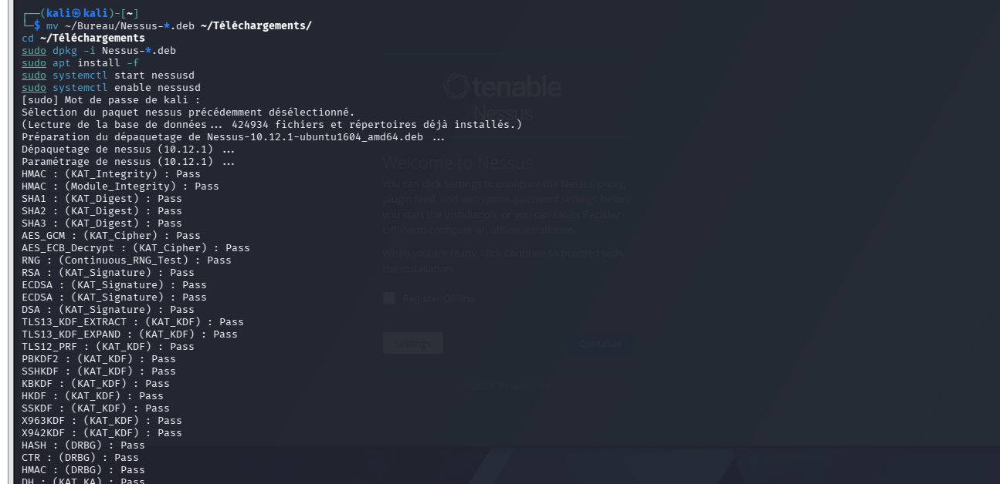 ┌──(kali㉿kali)-[~]
└─$ mv ~/Bureau/Nessus-*.deb ~/Téléchargements/
cd ~/Téléchargements
sudo dpkg -i Nessus-*.deb
sudo apt install -f
sudo systemctl start nessusd
sudo systemctl enable nessusd
[sudo] Mot de passe de kali :
Sélection du paquet nessus précédemment désélectionné.
(Lecture de la base de données... 424934 fichiers et répertoires déjà installés.)
Préparation du dépaquetage de Nessus-10.12.1-ubuntu1604_amd64.deb ...
Dépaquetage de nessus (10.12.1) ...
Paramétrage de nessus (10.12.1) ...
HMAC : (KAT_Integrity) : Pass
HMAC : (Module_Integrity) : Pass
SHA1 : (KAT_Digest) : Pass
SHA2 : (KAT_Digest) : Pass
SHA3 : (KAT_Digest) : Pass
AES_GCM : (KAT_Cipher) : Pass
AES_ECB_Decrypt : (KAT_Cipher) : Pass
RNG : (Continuous_RNG_Test) : Pass
RSA : (KAT_Signature) : Pass
ECDSA : (KAT_Signature) : Pass
ECDSA : (KAT_Signature) : Pass
DSA : (KAT_Signature) : Pass
TLS13_KDF_EXTRACT : (KAT_KDF) : Pass
TLS13_KDF_EXPAND : (KAT_KDF) : Pass
TLS12_PRF : (KAT_KDF) : Pass
PBKDF2 : (KAT_KDF) : Pass
SSHKDF : (KAT_KDF) : Pass
KBKDF : (KAT_KDF) : Pass
HKDF : (KAT_KDF) : Pass
SSKDF : (KAT_KDF) : Pass
X963KDF : (KAT_KDF) : Pass
X942KDF : (KAT_KDF) : Pass
HASH : (DRBG) : Pass
CTR : (DRBG) : Pass
HMAC : (DRBG) : Pass
DH : (KAT_KA) : Pass
tenable
Nessus
Welcome to Nessus
You can click Settings to configure the Nessus proxy,
plugin feed, and encryption password settings before
you start the installation, or you can select Register
Offline to configure an offline installation.
When you are ready, click Continue to proceed with
the installation.
Register Offline
Settings
Continue